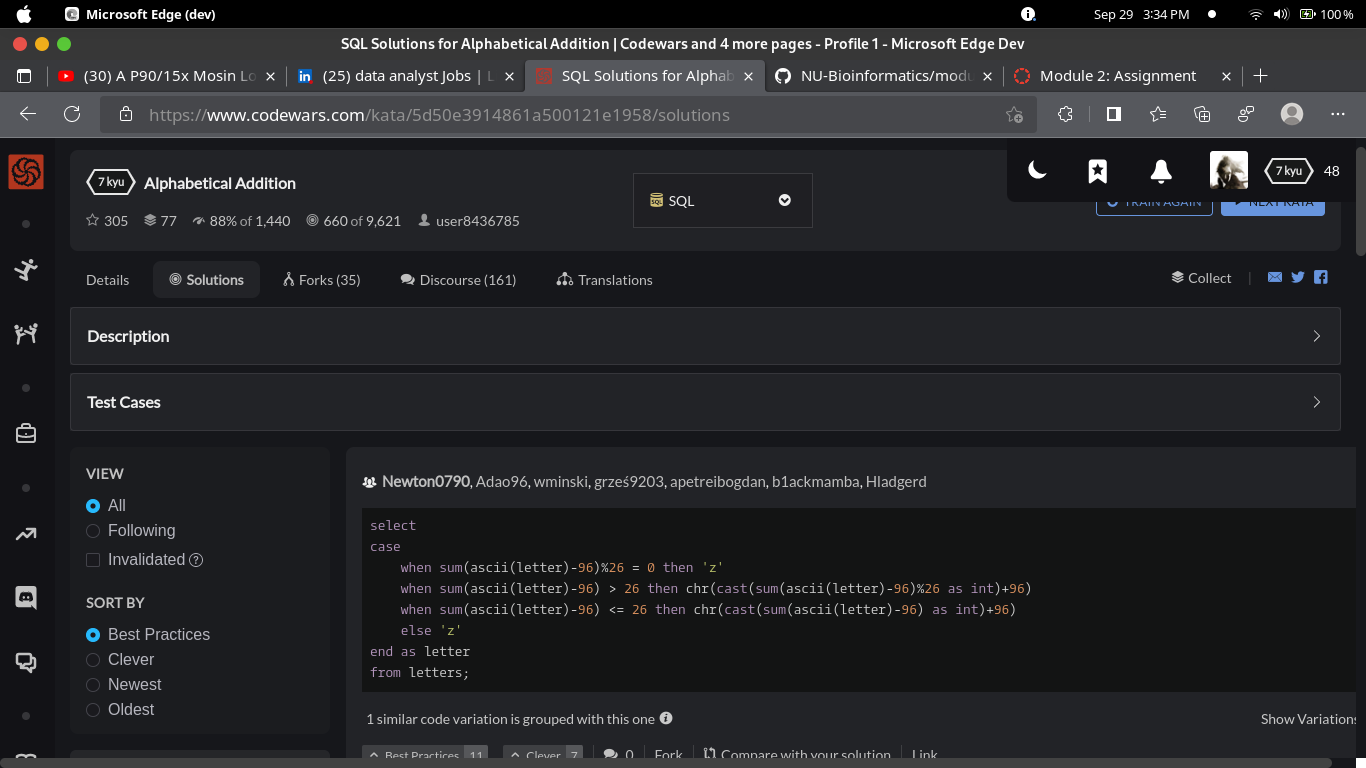 Microsoft Edge (dev)
Sep 29 3:34 PM
100 %
SQL Solutions for Alphabetical Addition | Codewars and 4 more pages - Profile 1 - Microsoft Edge Dev
(30) A P90/15x Mosin Lo
(25) data analyst Jobs | L
SQL Solutions for Alphab
NU-Bioinformatics/modu
Module 2: Assignment
https://www.codewars.com/kata/5d50e3914861a500121e1958/solutions
7 kyu
Alphabetical Addition
SQL
7 kyu
48
305
77
88% of 1,440
660 of 9,621
user8436785
TRAIN AGAIN
NEXT KATA
Details
Solutions
Forks (35)
Discourse (161)
Translations
Collect
Description
Test Cases
VIEW
All
Following
Invalidated
SORT BY
Best Practices
Clever
Newest
Oldest
Newton0790, Adao96, wminski, grześ9203, apetreibogdan, b1ackmamba, Hladgerd
select
case
when sum(ascii(letter)-96)%26 = 0 then 'z'
when sum(ascii(letter)-96) > 26 then chr(cast(sum(ascii(letter)-96)%26 as int)+96)
when sum(ascii(letter)-96) <= 26 then chr(cast(sum(ascii(letter)-96) as int)+96)
else 'z'
end as letter
from letters;
1 similar code variation is grouped with this one
Show Variations
Best Practices 11
Clever 7
0
Fork
Compare with your solution
Link